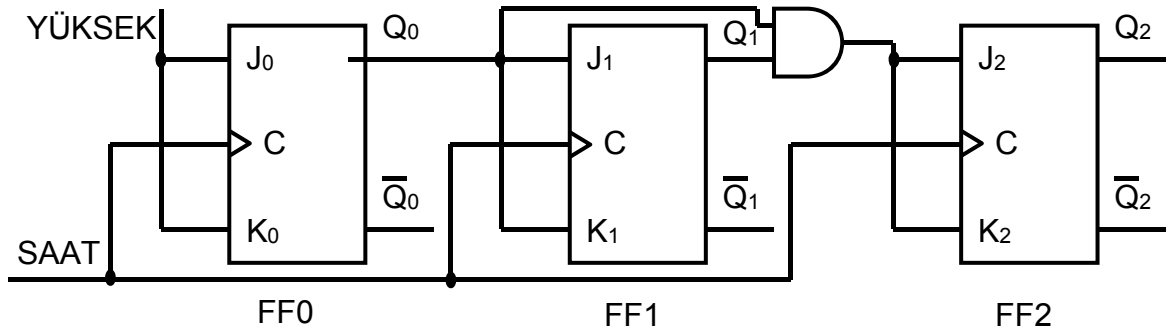 YÜKSEK
Q0
Q1
Q2
J0
J1
J2
C
C
C
Q̅0
Q̅1
Q̅2
K0
K1
K2
SAAT
FF0
FF1
FF2